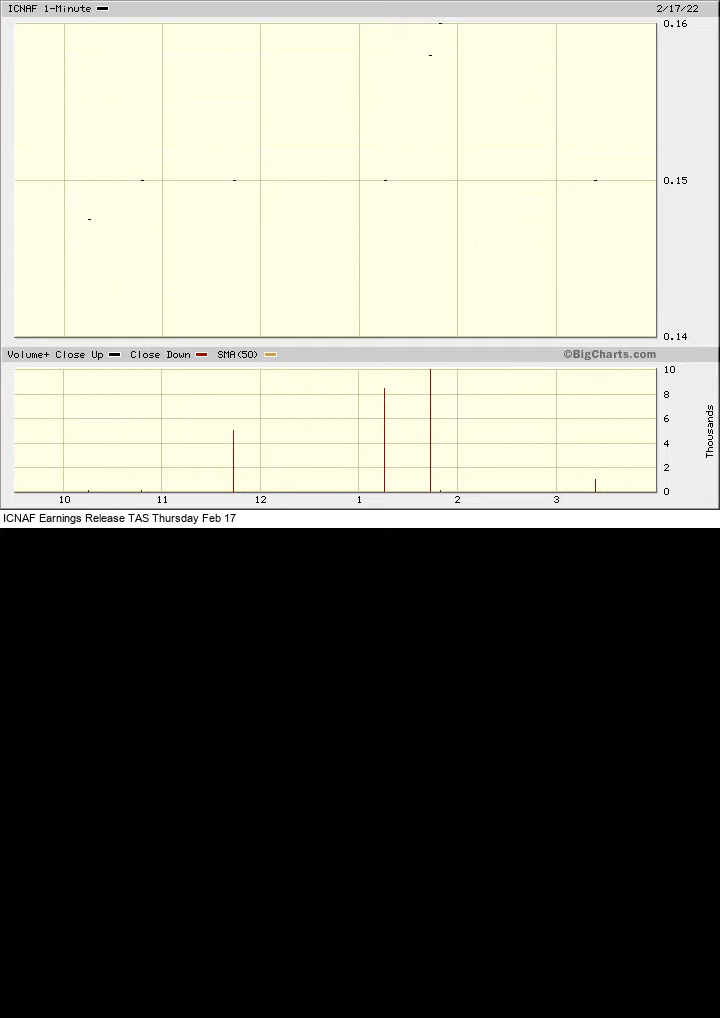 ICNAF 1-Minute 2/17/22
0.16
0.15
0.14
Volume+ Close Up Close Down SMA(50) ©BigCharts.com
10
8
6
4
2
0
Thousands
10 11 12 1 2 3
ICNAF Earnings Release TAS Thursday Feb 17